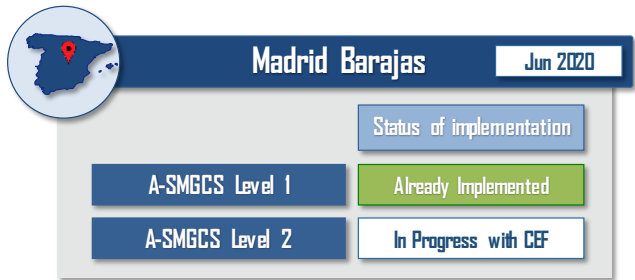 Madrid Barajas
Jun 2020
Status of implementation
A-SMGCS Level 1
Already Implemented
A-SMGCS Level 2
In Progress with CEF